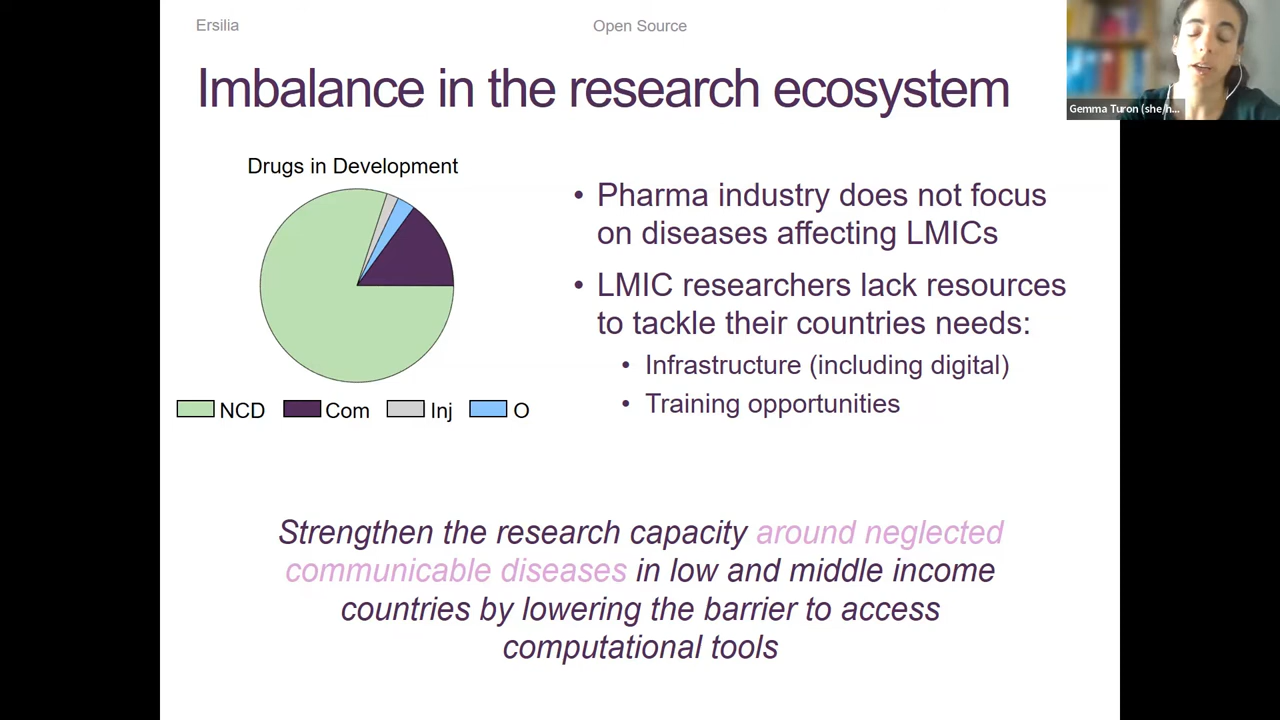 Ersilia
Open Source
Imbalance in the research ecosystem
Gemma Turon (she/h...
Drugs in Development
NCD
Com
Inj
O
• Pharma industry does not focus
on diseases affecting LMICs
• LMIC researchers lack resources
to tackle their countries needs:
• Infrastructure (including digital)
• Training opportunities
Strengthen the research capacity around neglected
communicable diseases in low and middle income
countries by lowering the barrier to access
computational tools